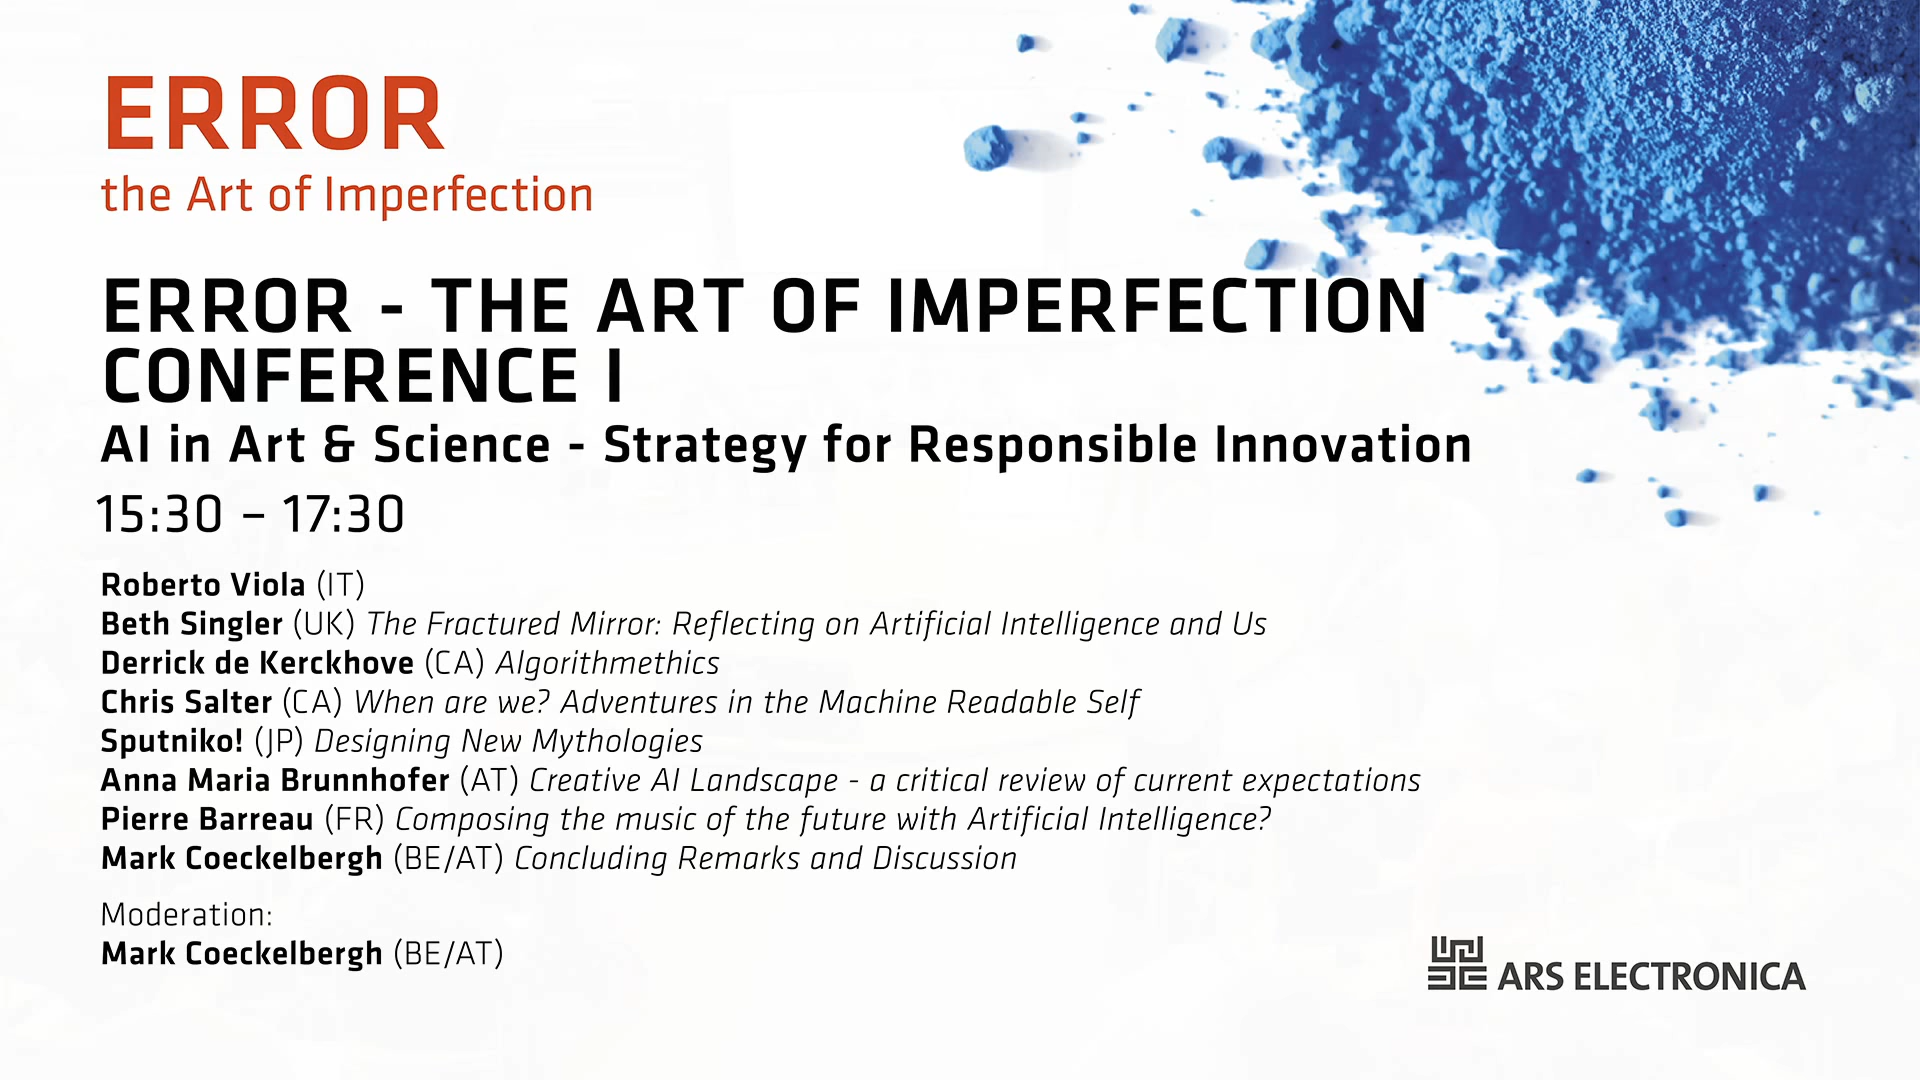 ERROR
the Art of Imperfection
ERROR - THE ART OF IMPERFECTION
CONFERENCE I
AI in Art & Science - Strategy for Responsible Innovation
15:30 – 17:30
Roberto Viola (IT)
Beth Singler (UK) The Fractured Mirror: Reflecting on Artificial Intelligence and Us
Derrick de Kerckhove (CA) Algorithmethics
Chris Salter (CA) When are we? Adventures in the Machine Readable Self
Sputniko! (JP) Designing New Mythologies
Anna Maria Brunnhofer (AT) Creative AI Landscape - a critical review of current expectations
Pierre Barreau (FR) Composing the music of the future with Artificial Intelligence?
Mark Coeckelbergh (BE/AT) Concluding Remarks and Discussion
Moderation:
Mark Coeckelbergh (BE/AT)
ARS ELECTRONICA